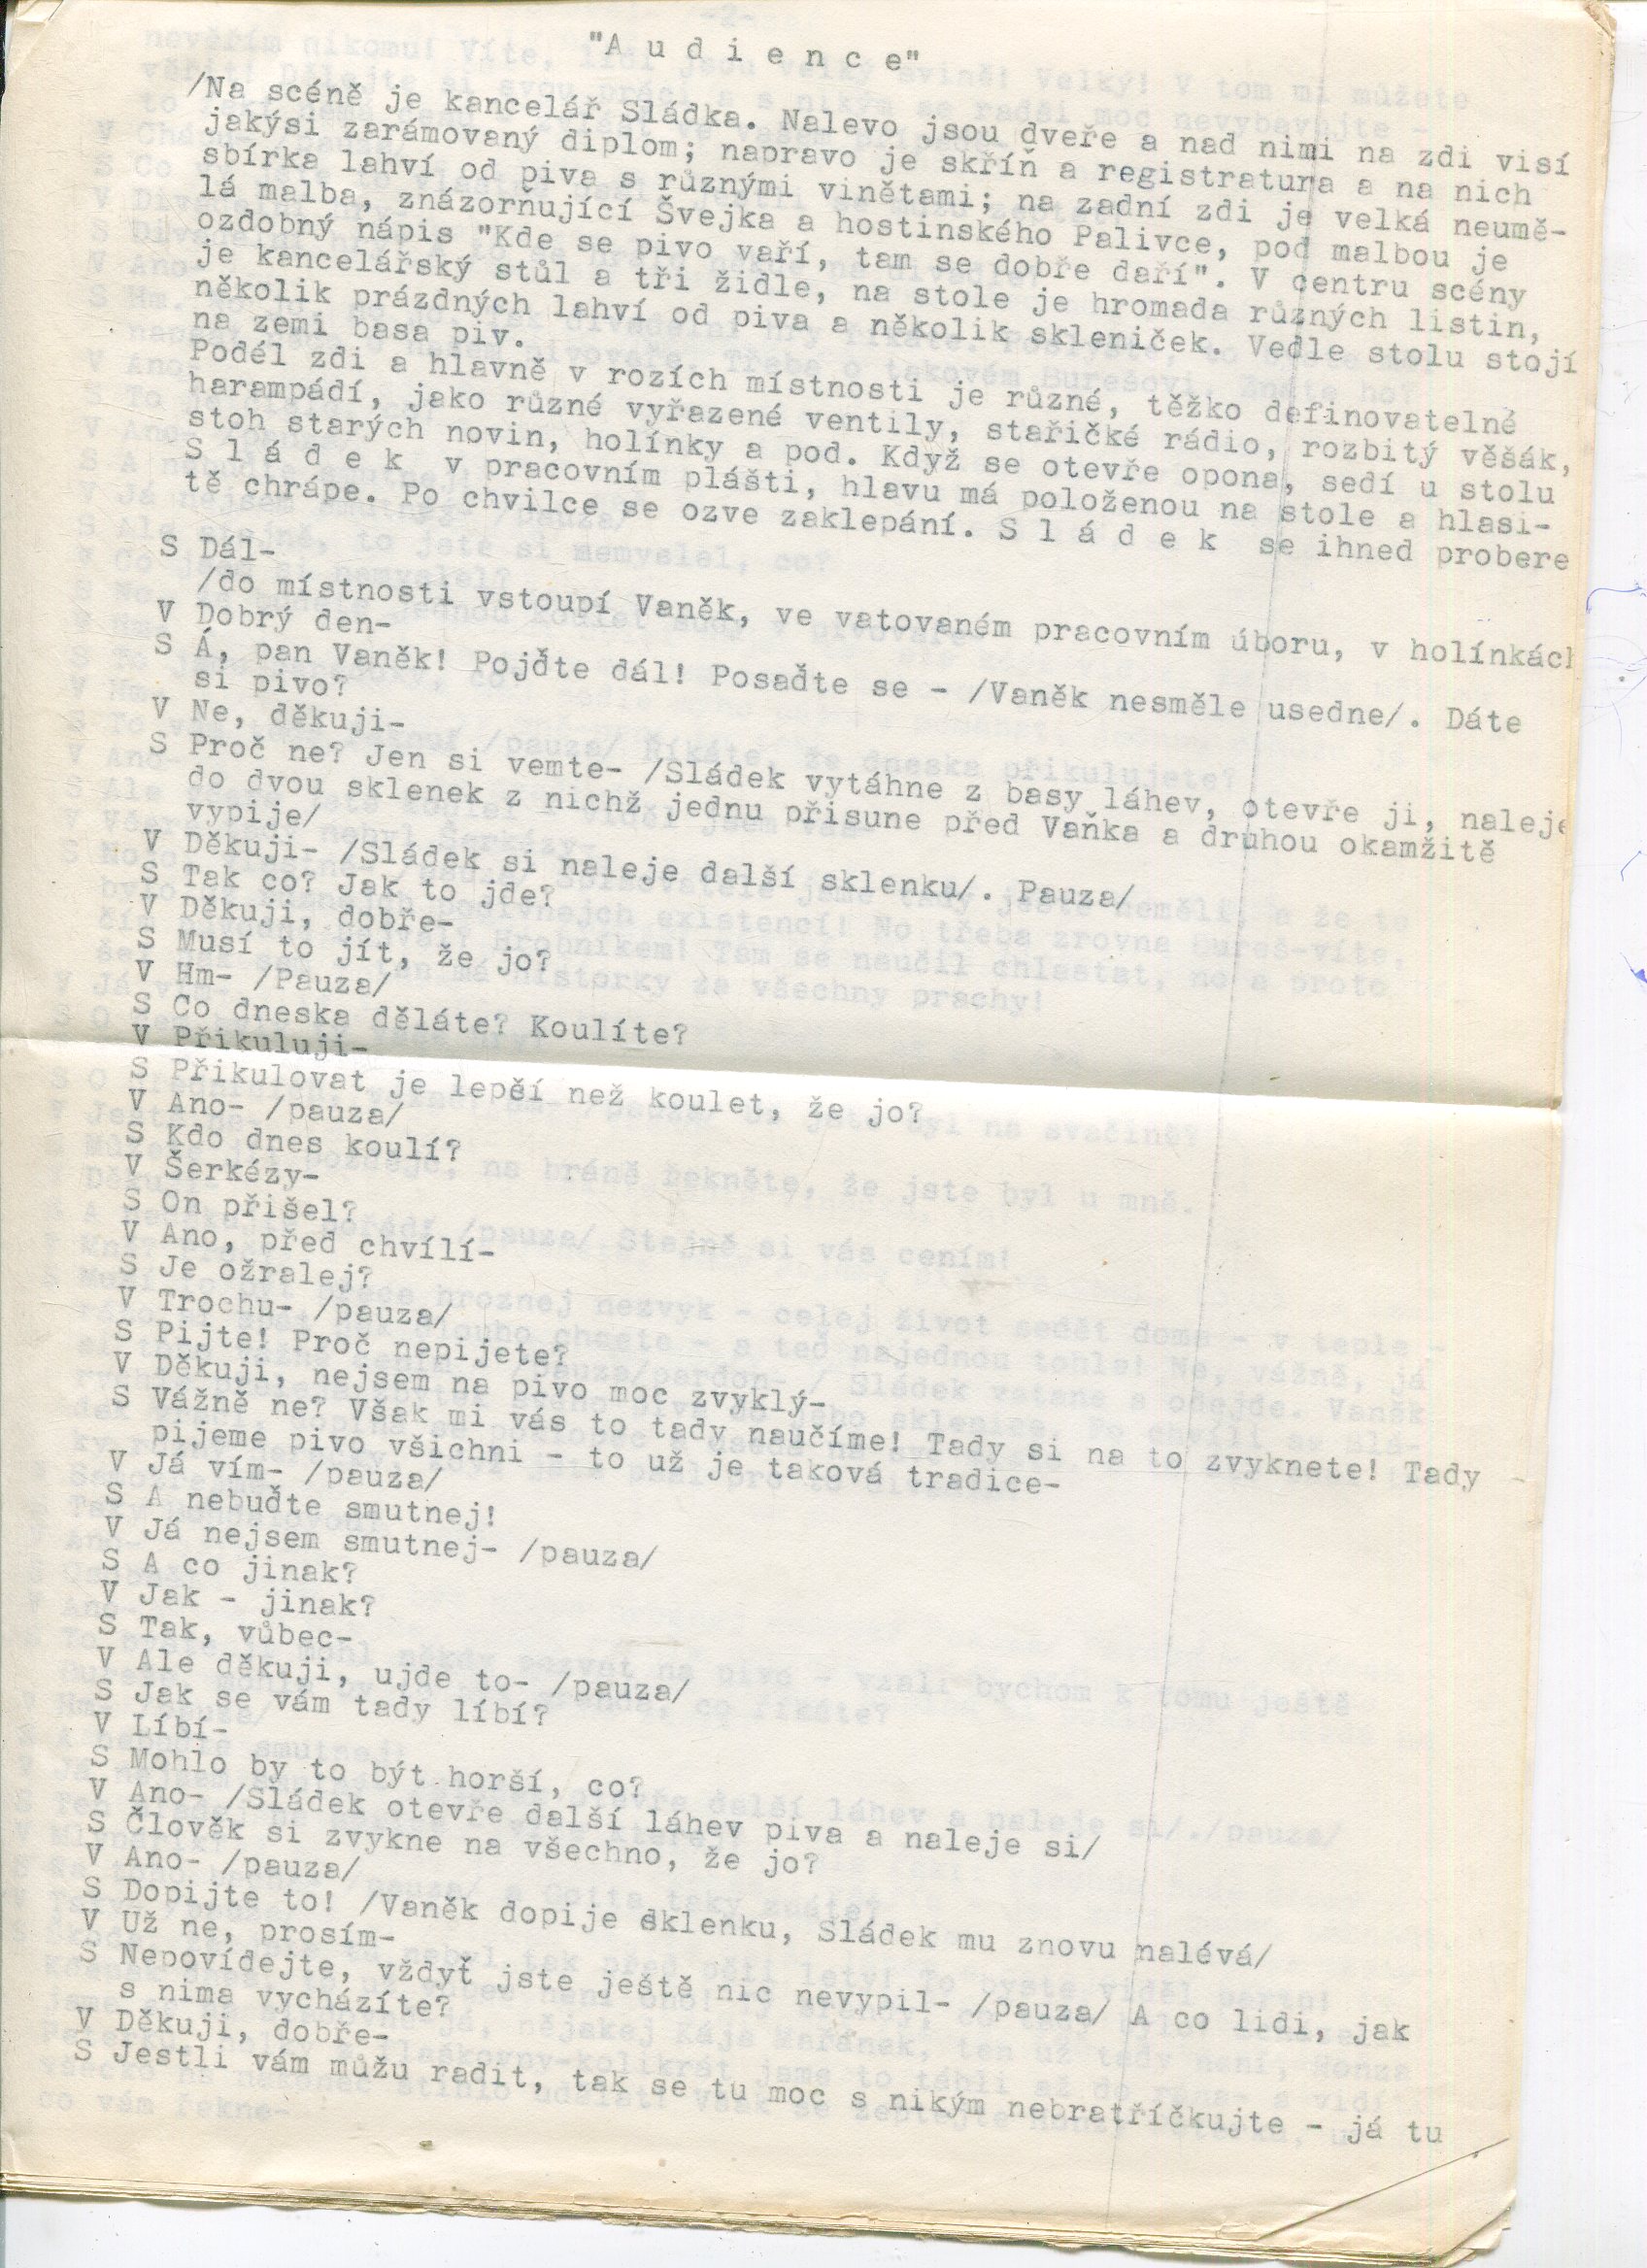 "A u d i e n c e"
/Na scéně je kancelář Sládka. Nalevo jsou dveře a nad nimi na zdi visí
jakýsi zarámovaný diplom; napravo je skříň a registratura a na nich
sbírka lahví od piva s různými vinětami; na zadní zdi je velká neumě-
lá malba, znázorňující Švejka a hostinského Palivce, pod malbou je
ozdobný nápis "Kde se pivo vaří, tam se dobře daří". V centru scény
je kancelářský stůl a tři židle, na stole je hromada různých listin,
několik prázdných lahví od piva a několik skleniček. Vedle stolu stojí
na zemi basa piv.
Podél zdi a hlavně v rozích místnosti je různé, těžko definovatelné
harampádí, jako různé vyřazené ventily, stařičké rádio, rozbitý věšák,
stoh starých novin, holínky a pod. Když se otevře opona, sedí u stolu
S l á d e k v pracovním plášti, hlavu má položenou na stole a hlasi-
tě chrápe. Po chvilce se ozve zaklepání. S l á d e k se ihned probere
S Dál-
/do místnosti vstoupí Vaněk, ve vatovaném pracovním úboru, v holínkách
V Dobrý den-
S Á, pan Vaněk! Pojďte dál! Posaďte se - /Vaněk nesměle usedne/. Dáte
si pivo?
V Ne, děkuji-
S Proč ne? Jen si vemte- /Sládek vytáhne z basy láhev, otevře ji, naleje
do dvou sklenek z nichž jednu přisune před Vaňka a druhou okamžitě
vypije/
V Děkuji- /Sládek si naleje další sklenku/. Pauza/
S Tak co? Jak to jde?
V Děkuji, dobře-
S Musí to jít, že jo?
V Hm- /Pauza/
S Co dneska děláte? Koulíte?
V Přikuluji-
S Přikulovat je lepší než koulet, že jo?
V Ano- /pauza/
S Kdo dnes koulí?
V Šerkézy-
S On přišel?
V Ano, před chvílí-
S Je ožralej?
V Trochu- /pauza/
S Pijte! Proč nepijete?
V Děkuji, nejsem na pivo moc zvyklý-
S Vážně ne? Však mi vás to tady naučíme! Tady si na to zvyknete! Tady
pijeme pivo všichni - to už je taková tradice-
V Já vím- /pauza/
S A nebuďte smutnej!
V Já nejsem smutnej- /pauza/
S A co jinak?
V Jak - jinak?
S Tak, vůbec-
V Ale děkuji, ujde to- /pauza/
S Jak se vám tady líbí?
V Líbí-
S Mohlo by to být horší, co?
V Ano- /Sládek otevře další láhev piva a naleje si/
S Člověk si zvykne na všechno, že jo?
V Ano- /pauza/
S Dopijte to! /Vaněk dopije sklenku, Sládek mu znovu nalévá/
V Už ne, prosím-
S Nepovídejte, vždyť jste ještě nic nevypil- /pauza/ A co lidi, jak
s nima vycházíte?
V Děkuji, dobře-
S Jestli vám můžu radit, tak se tu moc s nikým nebratříčkujte - já tu